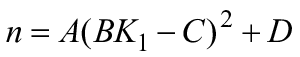 n = A(BK₁ − C)² + D